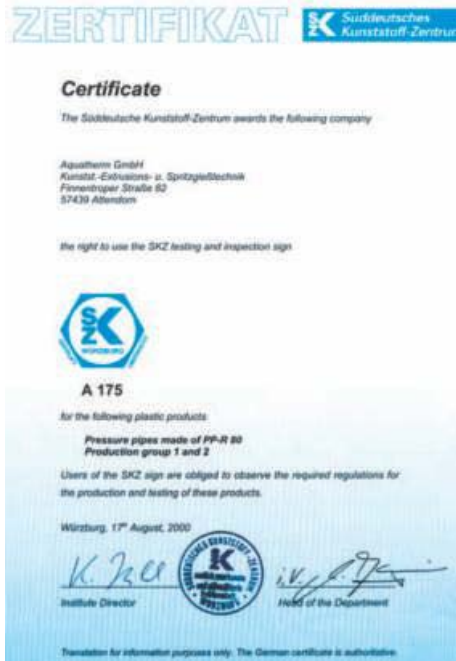 ZERTIFIKAT
SKZ Süddeutsches
Kunststoff-Zentrum
Certificate
The Süddeutsche Kunststoff-Zentrum awards the following company
Aquatherm GmbH
Kunstst.-Extrusions- u. Spritzgießtechnik
Finnentroper Straße
57439 Attendorn
the right to use the SKZ testing and inspection sign
SKZ
WÜRZBURG
A 175
for the following plastic products
Pressure pipes made of PP-R 80
Production group 1 and 2
Users of the SKZ sign are obliged to observe the required regulations for
the production and testing of these products.
Würzburg, 17th August, 2000
SÜDDEUTSCHES KUNSTSTOFF-ZENTRUM
K
i.V.
Institute Director
Head of the Department
Translation for information purposes only. The German certificate is authoritative.